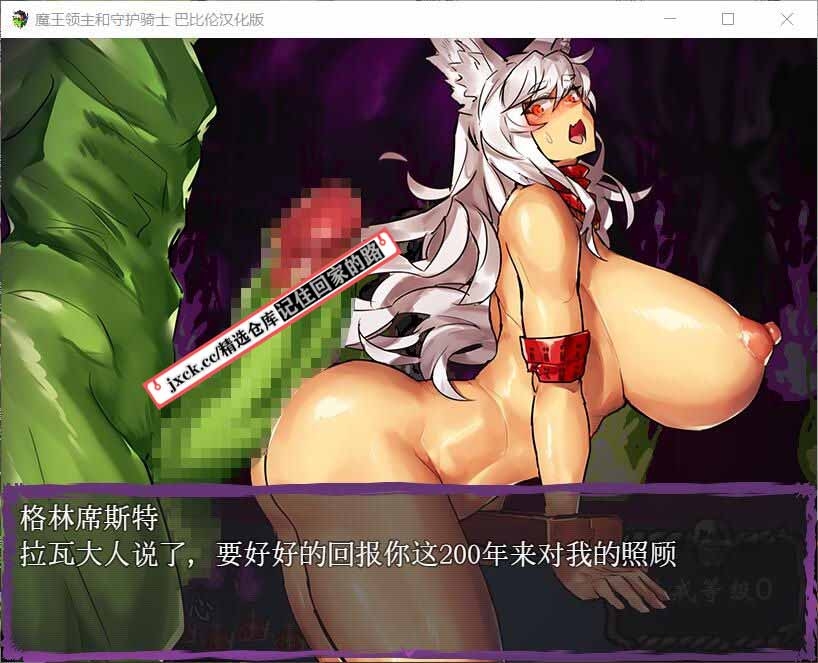 魔王领主和守护骑士 巴比伦汉化版
jxck.cc/精选仓库记住回家的路
格林席斯特
拉瓦大人说了，要好好的回报你这200年来对我的照顾
戒等级0
心